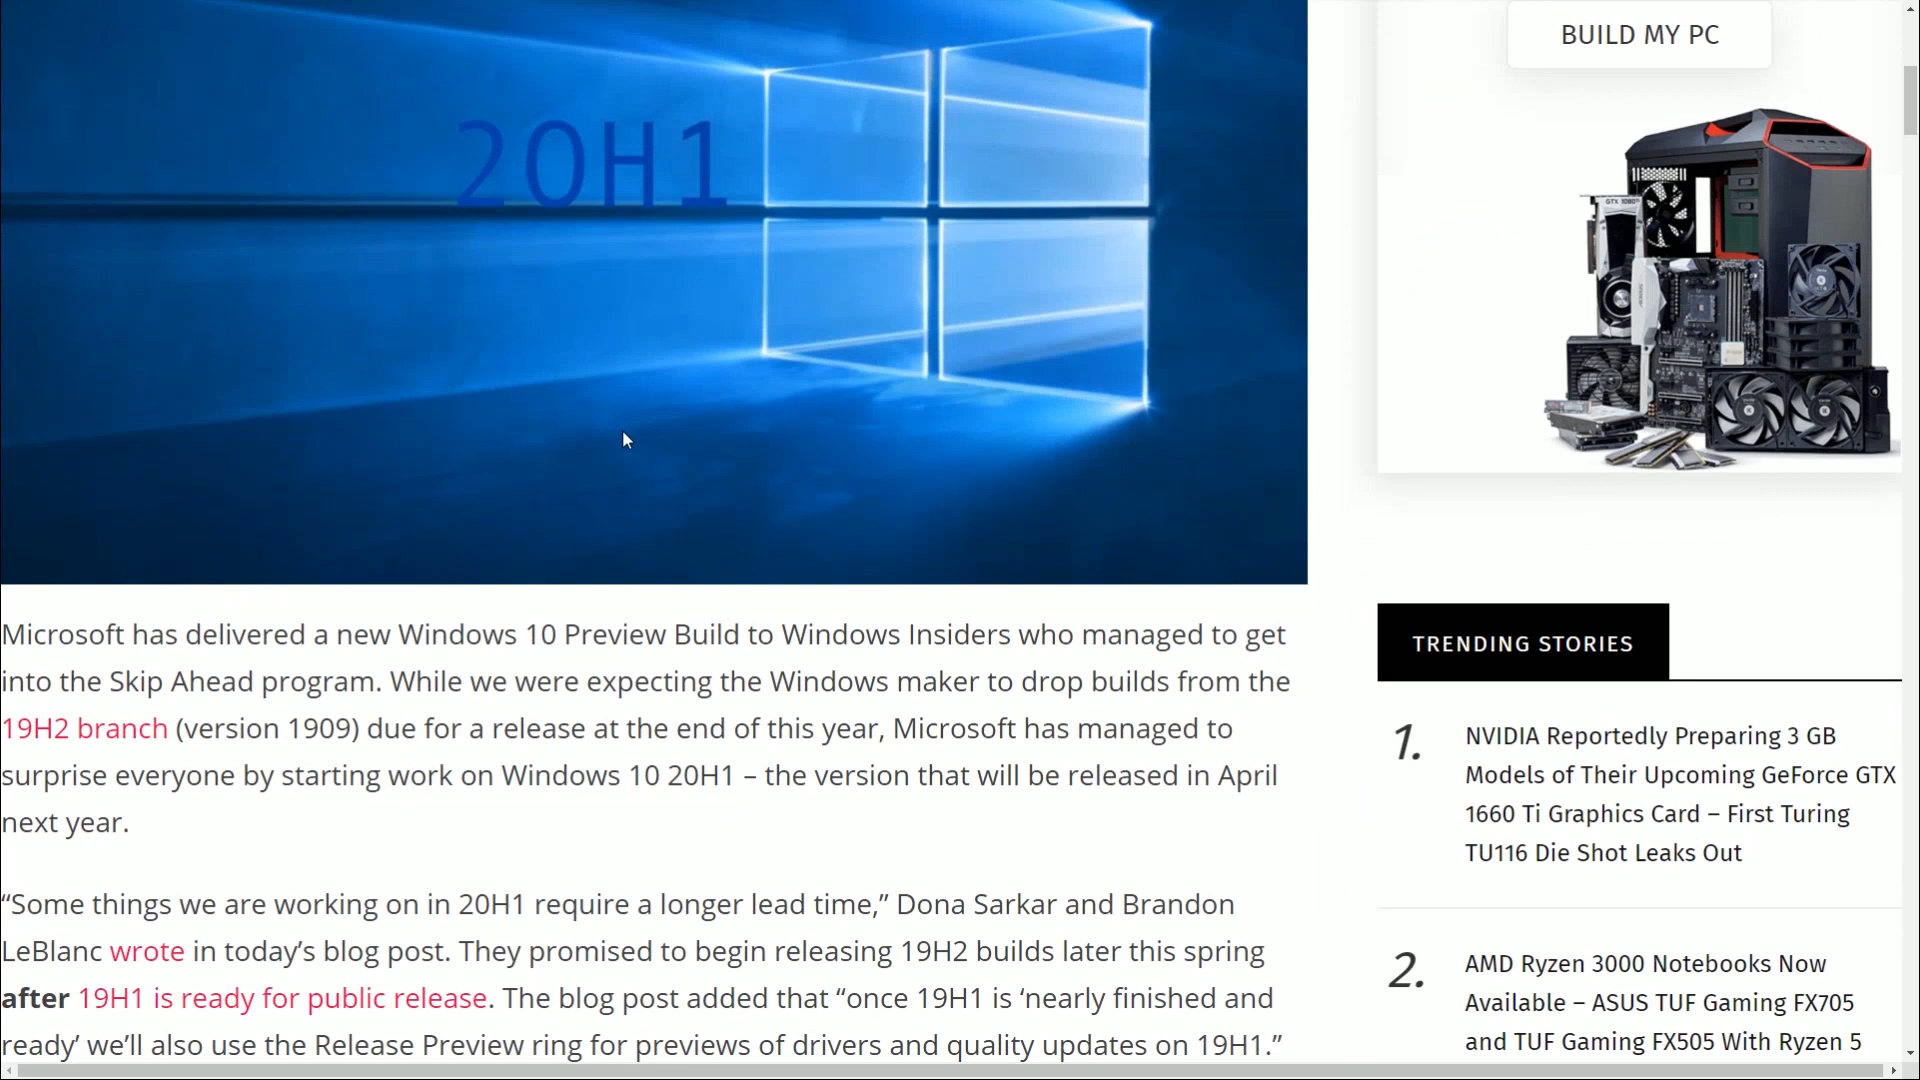 20H1
Microsoft has delivered a new Windows 10 Preview Build to Windows Insiders who managed to get
into the Skip Ahead program. While we were expecting the Windows maker to drop builds from the
19H2 branch (version 1909) due for a release at the end of this year, Microsoft has managed to
surprise everyone by starting work on Windows 10 20H1 – the version that will be released in April
next year.
“Some things we are working on in 20H1 require a longer lead time,” Dona Sarkar and Brandon
LeBlanc wrote in today’s blog post. They promised to begin releasing 19H2 builds later this spring
after 19H1 is ready for public release. The blog post added that “once 19H1 is ‘nearly finished and
ready’ we’ll also use the Release Preview ring for previews of drivers and quality updates on 19H1.”
BUILD MY PC
GTX 1080
TRENDING STORIES
1.
NVIDIA Reportedly Preparing 3 GB
Models of Their Upcoming GeForce GTX
1660 Ti Graphics Card – First Turing
TU116 Die Shot Leaks Out
2.
AMD Ryzen 3000 Notebooks Now
Available – ASUS TUF Gaming FX705
and TUF Gaming FX505 With Ryzen 5